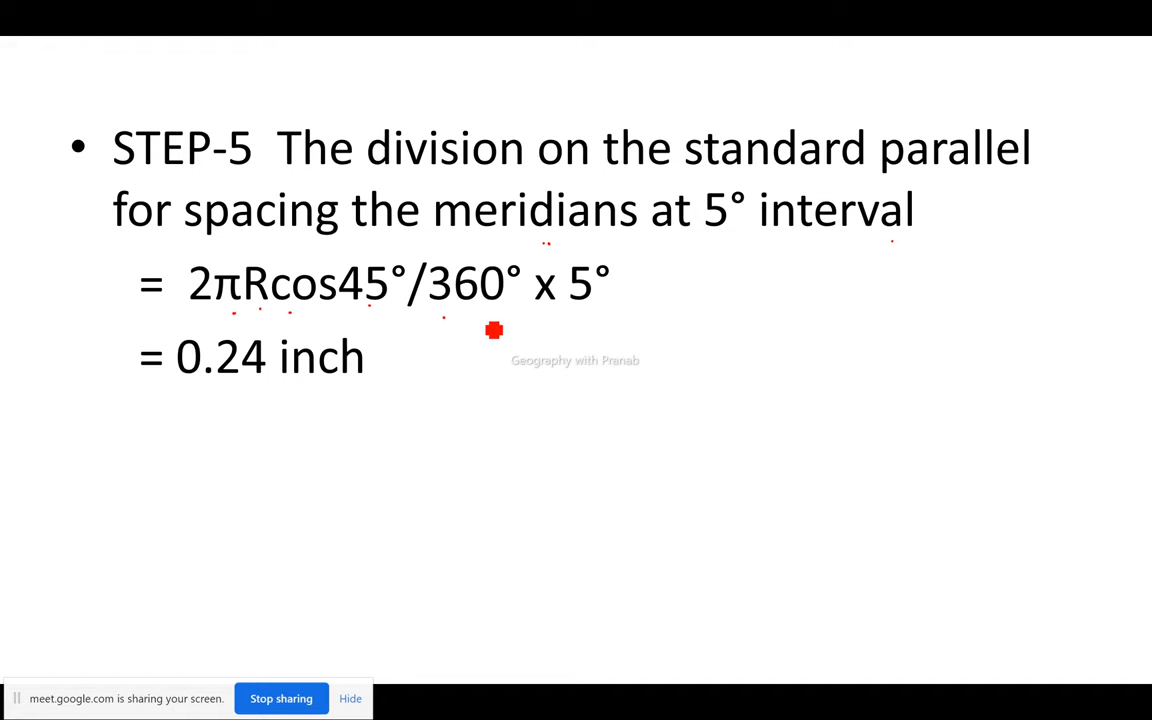 • STEP-5 The division on the standard parallel
for spacing the meridians at 5° interval
= 2πRcos45°/360° x 5°
= 0.24 inch
Geography with Pranab
meet.google.com is sharing your screen. Stop sharing Hide